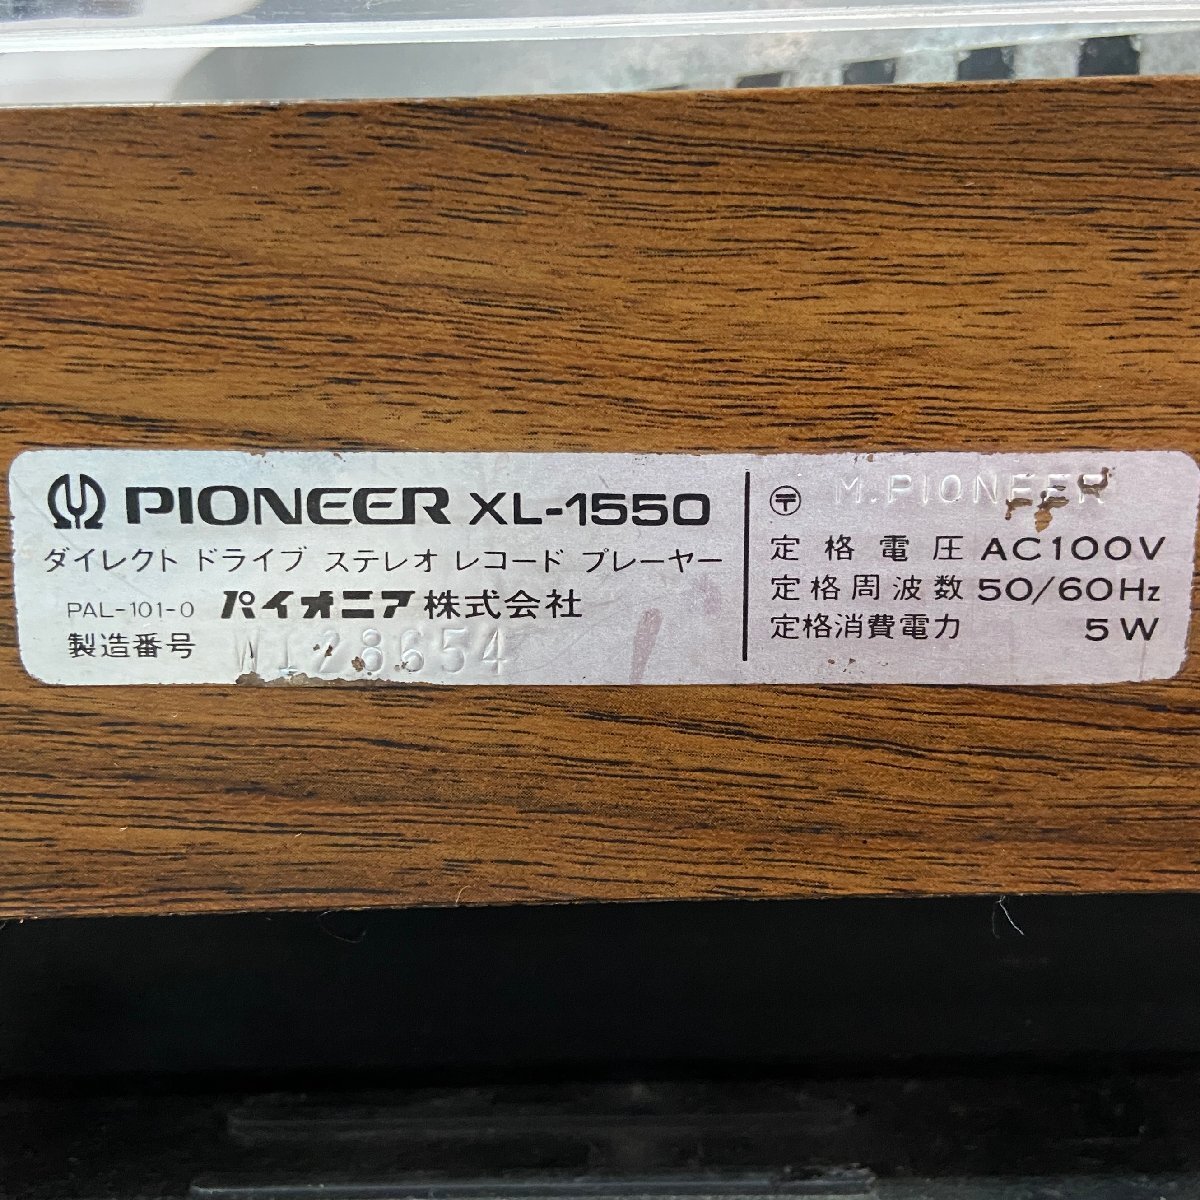 PIONEER XL-1550
ダイレクト ドライブ ステレオ レコード プレーヤー
PAL-101-0 パイオニア株式会社
製造番号 W128654
〒 M.PIONEER
定格電圧 AC100V
定格周波数 50/60Hz
定格消費電力 5W